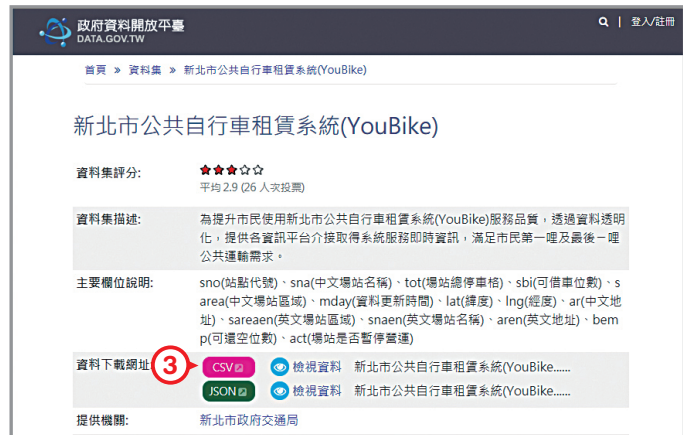 政府資料開放平臺
DATA.GOV.TW
登入/註冊
首頁 » 資料集 » 新北市公共自行車租賃系統(YouBike)
新北市公共自行車租賃系統(YouBike)
資料集評分:
平均 2.9 (26 人次投票)
資料集描述:
為提升市民使用新北市公共自行車租賃系統(YouBike)服務品質，透過資料透明
化，提供各資訊平台介接取得系統服務即時資訊，滿足市民第一哩及最後一哩
公共運輸需求。
主要欄位說明:
sno(站點代號)、sna(中文場站名稱)、tot(場站總停車格)、sbi(可借車位數)、s
area(中文場站區域)、mday(資料更新時間)、lat(緯度)、lng(經度)、ar(中文地
址)、sareaen(英文場站區域)、snaen(英文場站名稱)、aren(英文地址)、bem
p(可還空位數)、act(場站是否暫停營運)
資料下載網址
3
CSV 檢視資料 新北市公共自行車租賃系統(YouBike......
JSON 檢視資料 新北市公共自行車租賃系統(YouBike......
提供機關:
新北市政府交通局